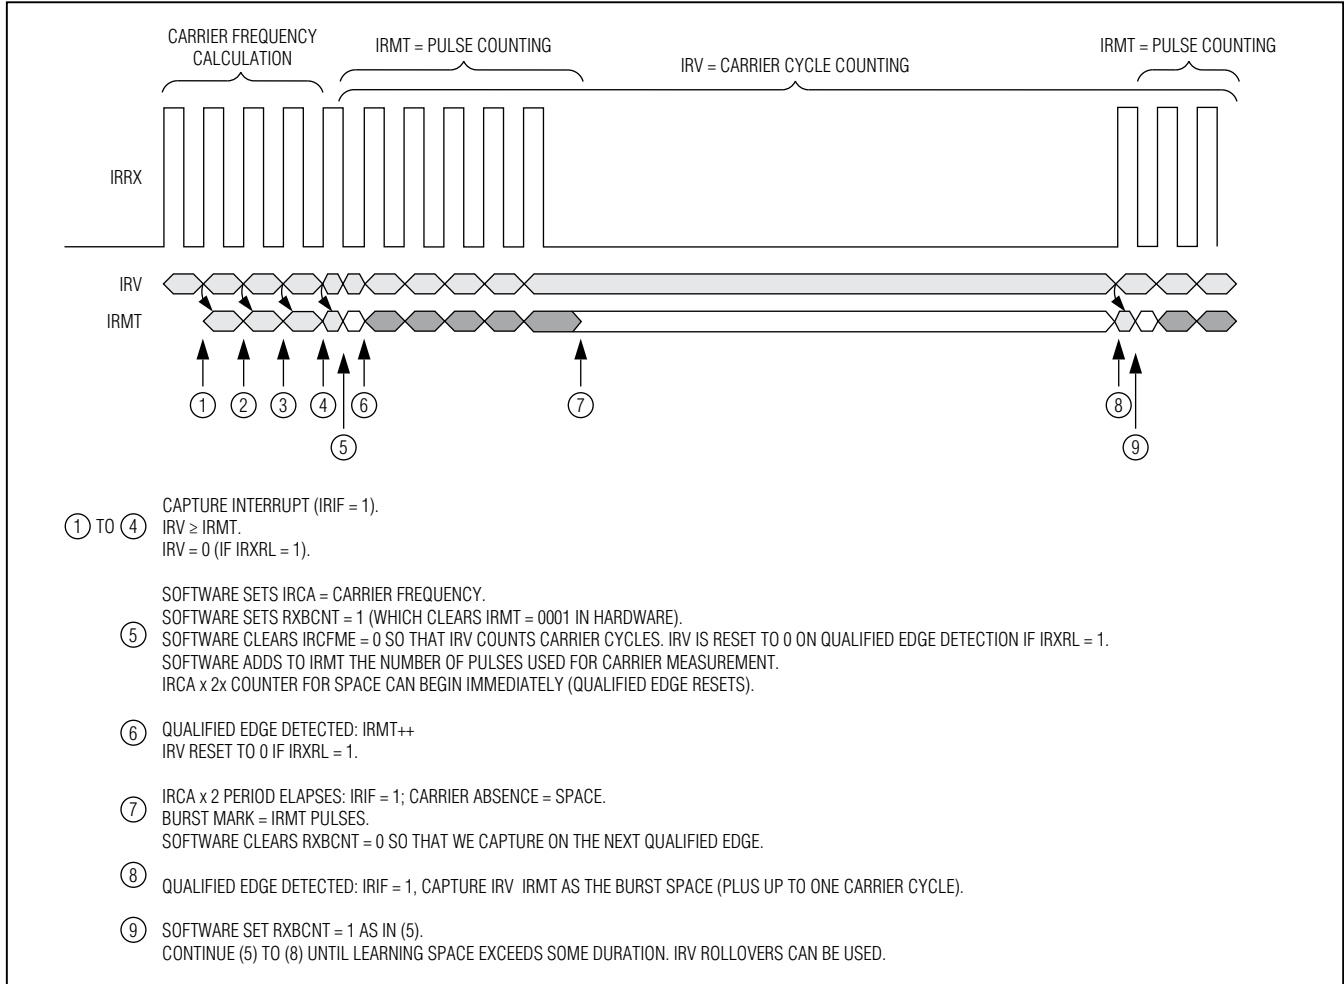 CARRIER FREQUENCY
CALCULATION
IRMT = PULSE COUNTING
IRV = CARRIER CYCLE COUNTING
IRMT = PULSE COUNTING
IRRX
IRV
IRMT
1
2
3
4
6
7
8
5
9
1 TO 4
CAPTURE INTERRUPT (IRIF = 1).
IRV ≥ IRMT.
IRV = 0 (IF IRXRL = 1).
5
SOFTWARE SETS IRCA = CARRIER FREQUENCY.
SOFTWARE SETS RXBCNT = 1 (WHICH CLEARS IRMT = 0001 IN HARDWARE).
SOFTWARE CLEARS IRCFME = 0 SO THAT IRV COUNTS CARRIER CYCLES. IRV IS RESET TO 0 ON QUALIFIED EDGE DETECTION IF IRXRL = 1.
SOFTWARE ADDS TO IRMT THE NUMBER OF PULSES USED FOR CARRIER MEASUREMENT.
IRCA x 2x COUNTER FOR SPACE CAN BEGIN IMMEDIATELY (QUALIFIED EDGE RESETS).
6
QUALIFIED EDGE DETECTED: IRMT++
IRV RESET TO 0 IF IRXRL = 1.
7
IRCA x 2 PERIOD ELAPSES: IRIF = 1; CARRIER ABSENCE = SPACE.
BURST MARK = IRMT PULSES.
SOFTWARE CLEARS RXBCNT = 0 SO THAT WE CAPTURE ON THE NEXT QUALIFIED EDGE.
8
QUALIFIED EDGE DETECTED: IRIF = 1, CAPTURE IRV IRMT AS THE BURST SPACE (PLUS UP TO ONE CARRIER CYCLE).
9
SOFTWARE SET RXBCNT = 1 AS IN (5).
CONTINUE (5) TO (8) UNTIL LEARNING SPACE EXCEEDS SOME DURATION. IRV ROLLOVERS CAN BE USED.